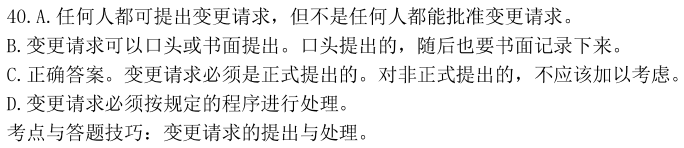 40. A. 任何人都可提出变更请求，但不是任何人都能批准变更请求。
B. 变更请求可以口头或书面提出。口头提出的，随后也要书面记录下来。
C. 正确答案。变更请求必须是正式提出的。对非正式提出的，不应该加以考虑。
D. 变更请求必须按规定的程序进行处理。
考点与答题技巧：变更请求的提出与处理。